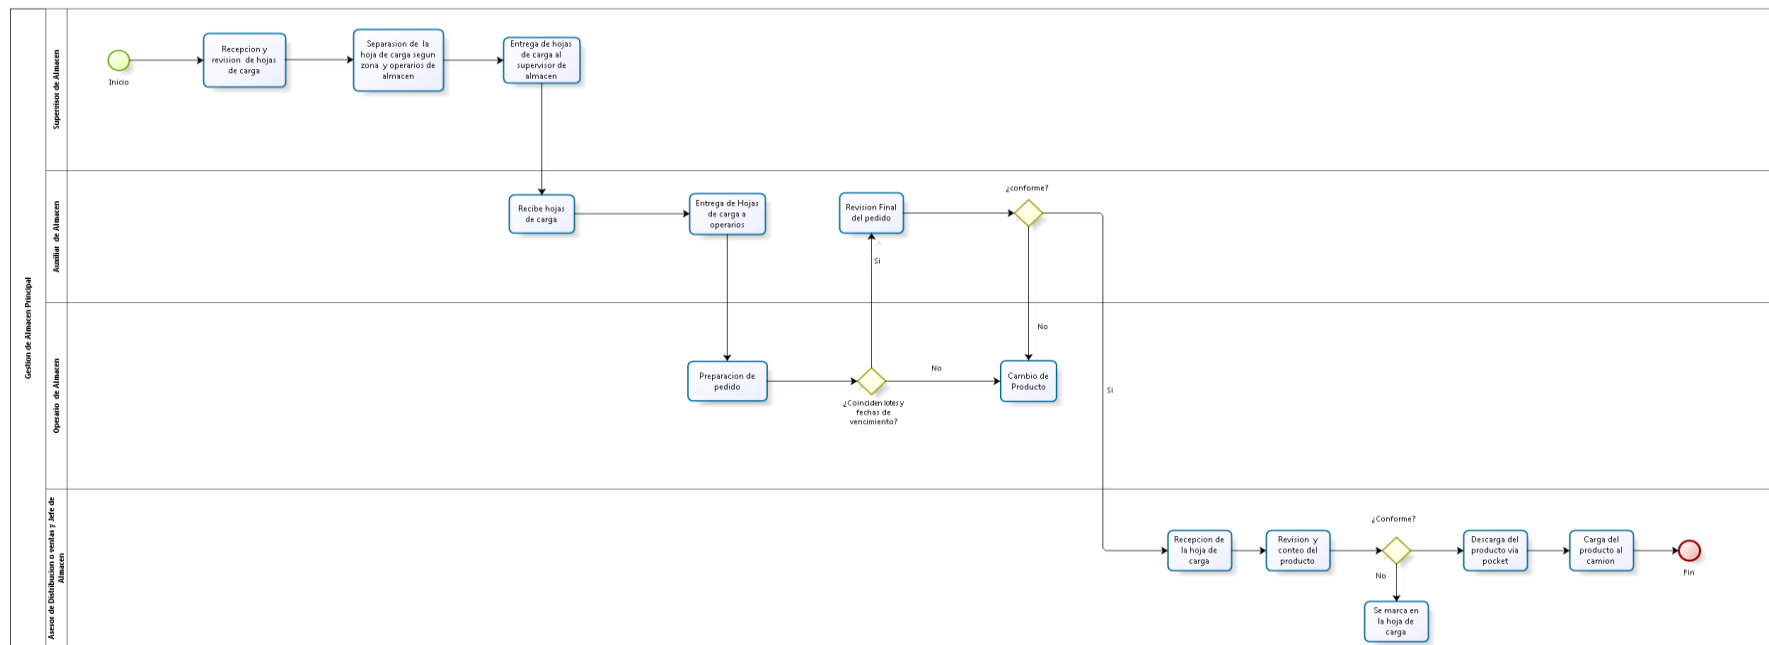 Gestion de Almacen Principal
Supervisor de Almacen
Inicio
Recepcion y
revision de hojas
de carga
Separasion de la
hoja de carga segun
zona y operarios de
almacen
Entrega de hojas
de carga al
supervisor de
almacen
Auxiliar de Almacen
Recibe hojas
de carga
Entrega de Hojas
de carga a
operarios
Revision Final
del pedido
¿conforme?
Si
Operario de Almacen
Preparacion de
pedido
¿Coinciden lotes y
fechas de
vencimiento?
No
No
Cambio de
Producto
Si
Asesor de Distribucion o ventas y Jefe de
Almacen
Recepcion de
la hoja de
carga
Revision y
conteo del
producto
¿Conforme?
No
Se marca en
la hoja de
carga
Descarga del
producto via
pocket
Carga del
producto al
camion
Fin